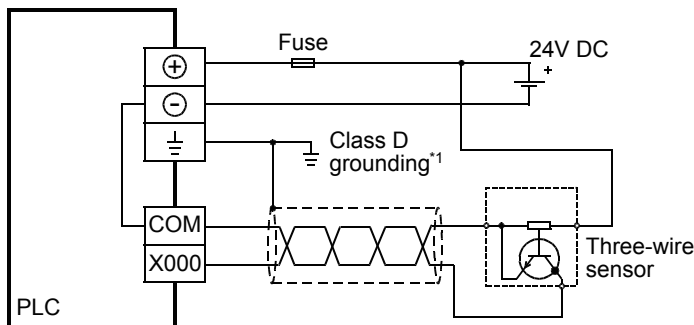 Fuse
24V DC
+
+
-
Class D
grounding*1
COM
X000
Three-wire
sensor
PLC